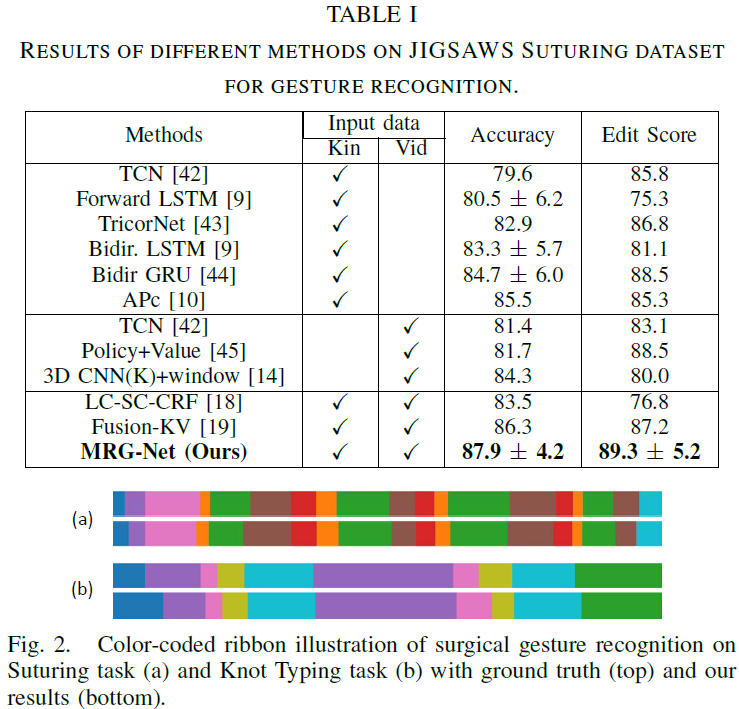 TABLE I
RESULTS OF DIFFERENT METHODS ON JIGSAWS SUTURING DATASET
FOR GESTURE RECOGNITION.
Methods Input data Accuracy Edit Score
Kin Vid
TCN [42] ✓ 79.6 85.8
Forward LSTM [9] ✓ 80.5 ± 6.2 75.3
TricorNet [43] ✓ 82.9 86.8
Bidir. LSTM [9] ✓ 83.3 ± 5.7 81.1
Bidir GRU [44] ✓ 84.7 ± 6.0 88.5
APc [10] ✓ 85.5 85.3
TCN [42] ✓ 81.4 83.1
Policy+Value [45] ✓ 81.7 88.5
3D CNN(K)+window [14] ✓ 84.3 80.0
LC-SC-CRF [18] ✓ ✓ 83.5 76.8
Fusion-KV [19] ✓ ✓ 86.3 87.2
MRG-Net (Ours) ✓ ✓ 87.9 ± 4.2 89.3 ± 5.2
(a)
(b)
Fig. 2. Color-coded ribbon illustration of surgical gesture recognition on
Suturing task (a) and Knot Typing task (b) with ground truth (top) and our
results (bottom).